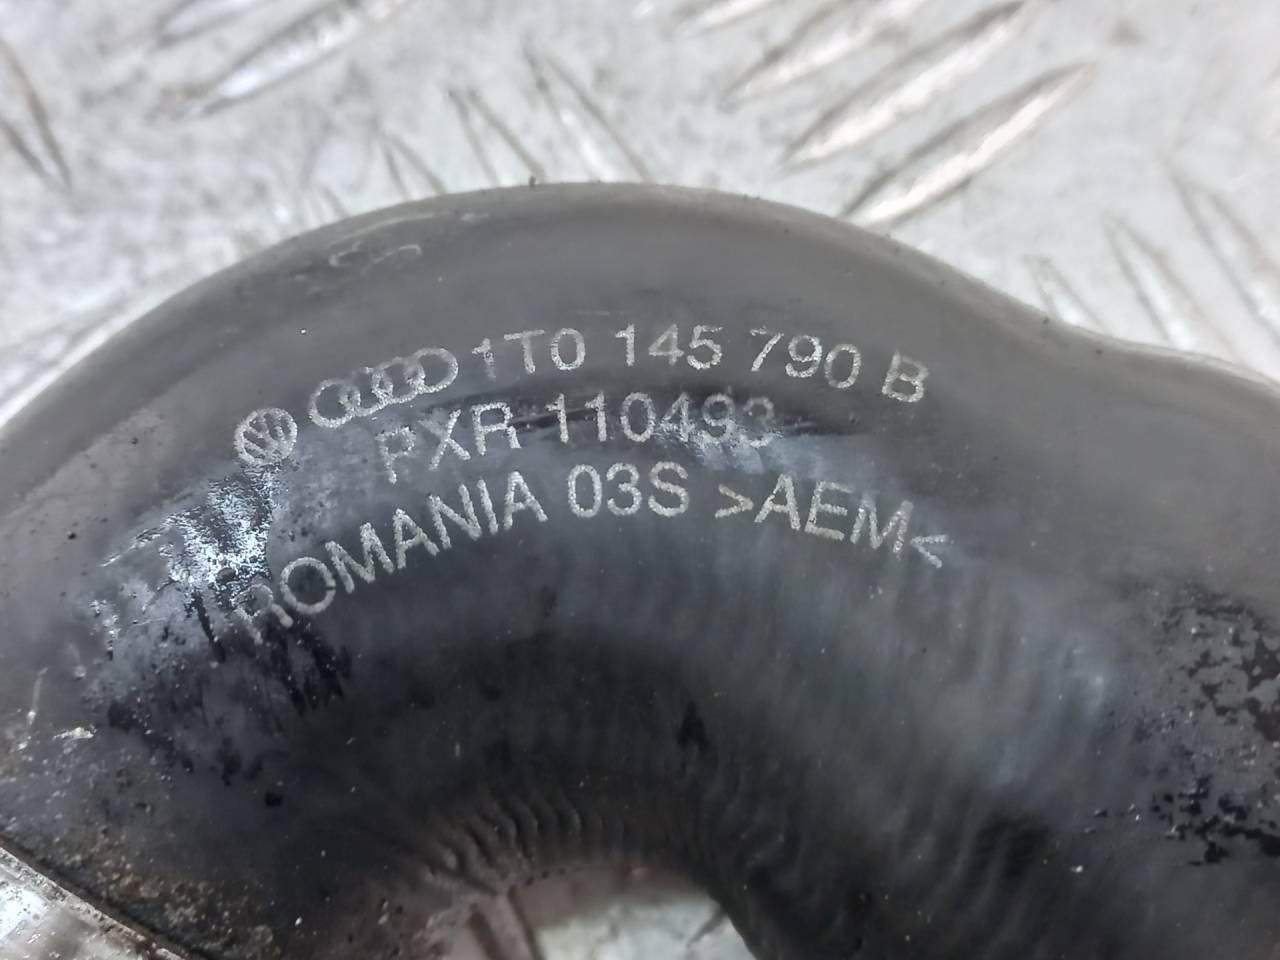 1T0 145 790 B
PXR 110493
ROMANIA 03S >AEM<